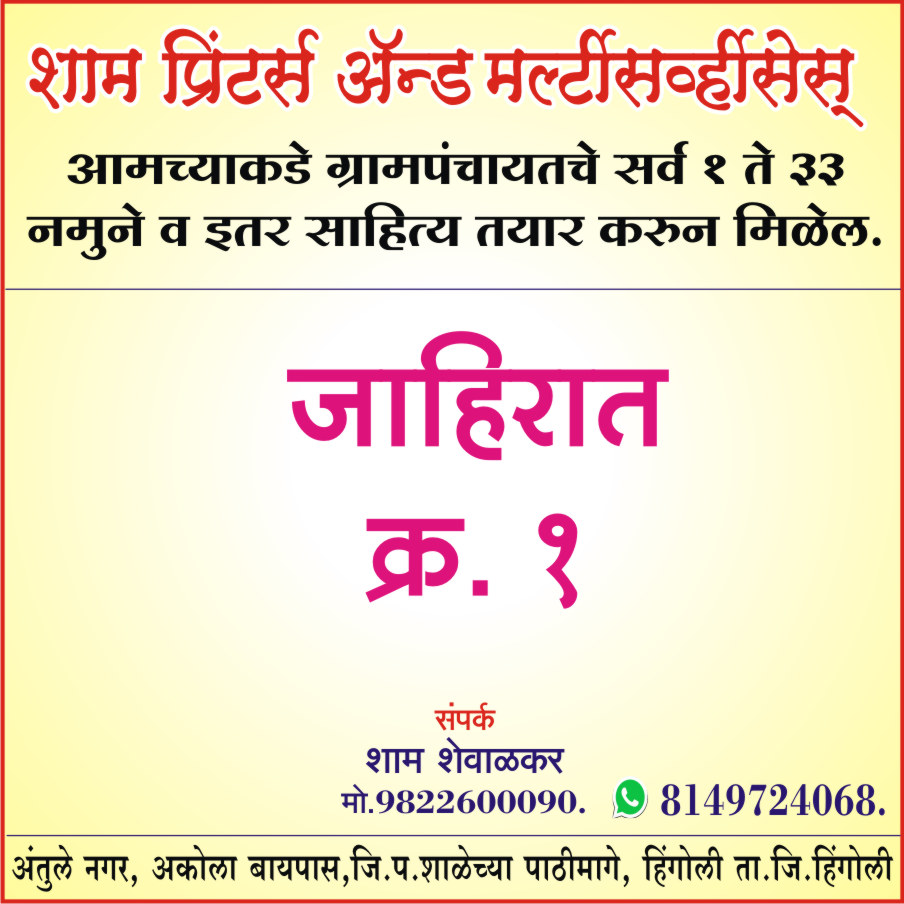 शाम प्रिंटर्स ॲन्ड मल्टीसर्व्हीसेस्
आमच्याकडे ग्रामपंचायतचे सर्व १ ते ३३
नमुने व इतर साहित्य तयार करुन मिळेल.
जाहिरात
क्र. १
संपर्क
शाम शेवाळकर
मो.9822600090. 8149724068.
अंतुले नगर, अकोला बायपास,जि.प.शाळेच्या पाठीमागे, हिंगोली ता.जि.हिंगोली